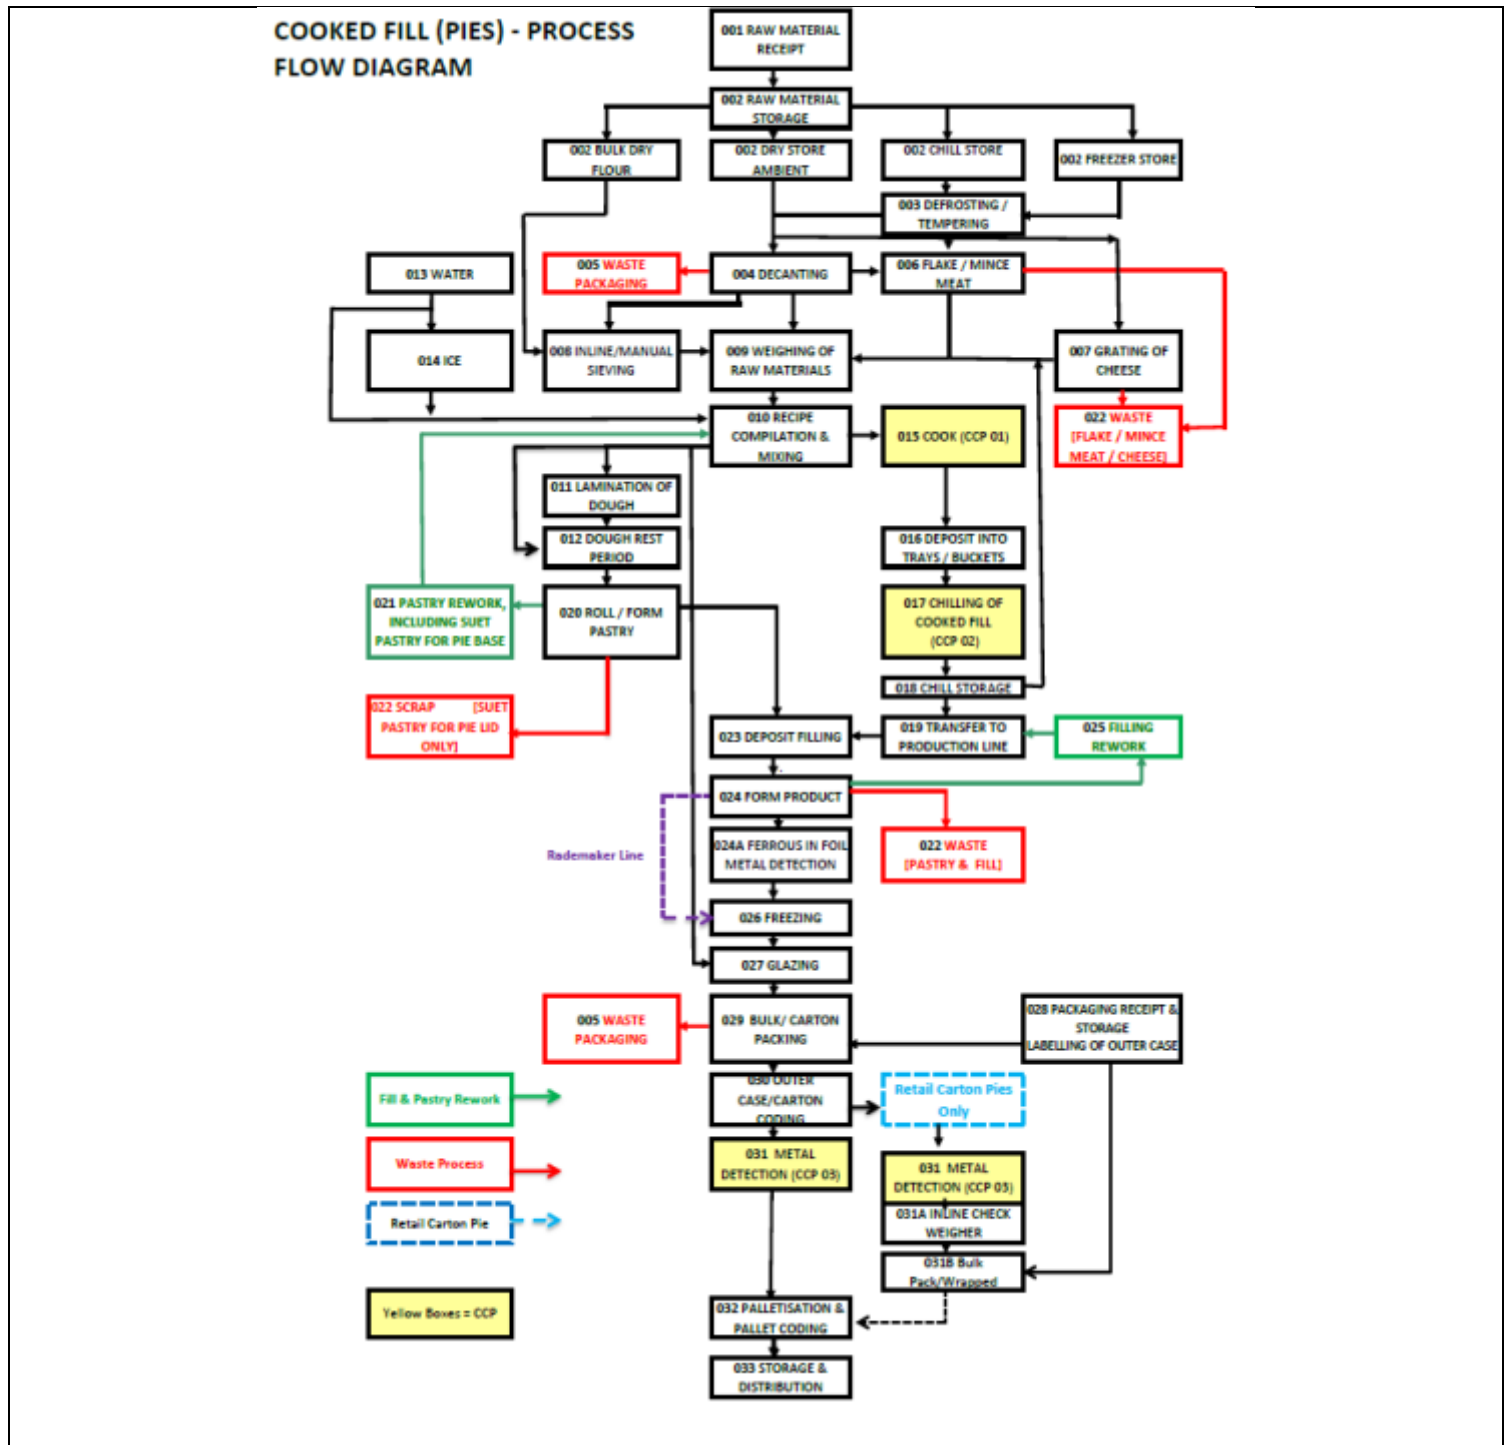 COOKED FILL (PIES) - PROCESS
FLOW DIAGRAM
001 RAW MATERIAL
RECEIPT
002 RAW MATERIAL
STORAGE
002 BULK DRY
FLOUR
002 DRY STORE
AMBIENT
002 CHILL STORE
002 FREEZER STORE
003 DEFROSTING /
TEMPERING
013 WATER
005 WASTE
PACKAGING
004 DECANTING
006 FLAKE / MINCE
MEAT
014 ICE
008 INLINE/MANUAL
SIEVING
009 WEIGHING OF
RAW MATERIALS
007 GRATING OF
CHEESE
010 RECIPE
COMPILATION &
MIXING
015 COOK (CCP 01)
022 WASTE
[FLAKE / MINCE
MEAT / CHEESE]
011 LAMINATION OF
DOUGH
012 DOUGH REST
PERIOD
016 DEPOSIT INTO
TRAYS / BUCKETS
021 PASTRY REWORK,
INCLUDING SUET
PASTRY FOR PIE BASE
020 ROLL / FORM
PASTRY
017 CHILLING OF
COOKED FILL
(CCP 02)
018 CHILL STORAGE
022 SCRAP [SUET
PASTRY FOR PIE LID
ONLY]
023 DEPOSIT FILLING
019 TRANSFER TO
PRODUCTION LINE
025 FILLING
REWORK
024 FORM PRODUCT
Rademaker Line
024A FERROUS IN FOIL
METAL DETECTION
022 WASTE
[PASTRY & FILL]
026 FREEZING
027 GLAZING
005 WASTE
PACKAGING
029 BULK/ CARTON
PACKING
028 PACKAGING RECEIPT &
STORAGE
LABELLING OF OUTER CASE
Fill & Pastry Rework
030 OUTER
CASE/CARTON
CODING
Retail Carton Pies
Only
Waste Process
031 METAL
DETECTION (CCP 03)
031 METAL
DETECTION (CCP 03)
031A INLINE CHECK
WEIGHER
Retail Carton Pie
031B Bulk
Pack/Wrapped
Yellow Boxes = CCP
032 PALLETISATION &
PALLET CODING
033 STORAGE &
DISTRIBUTION